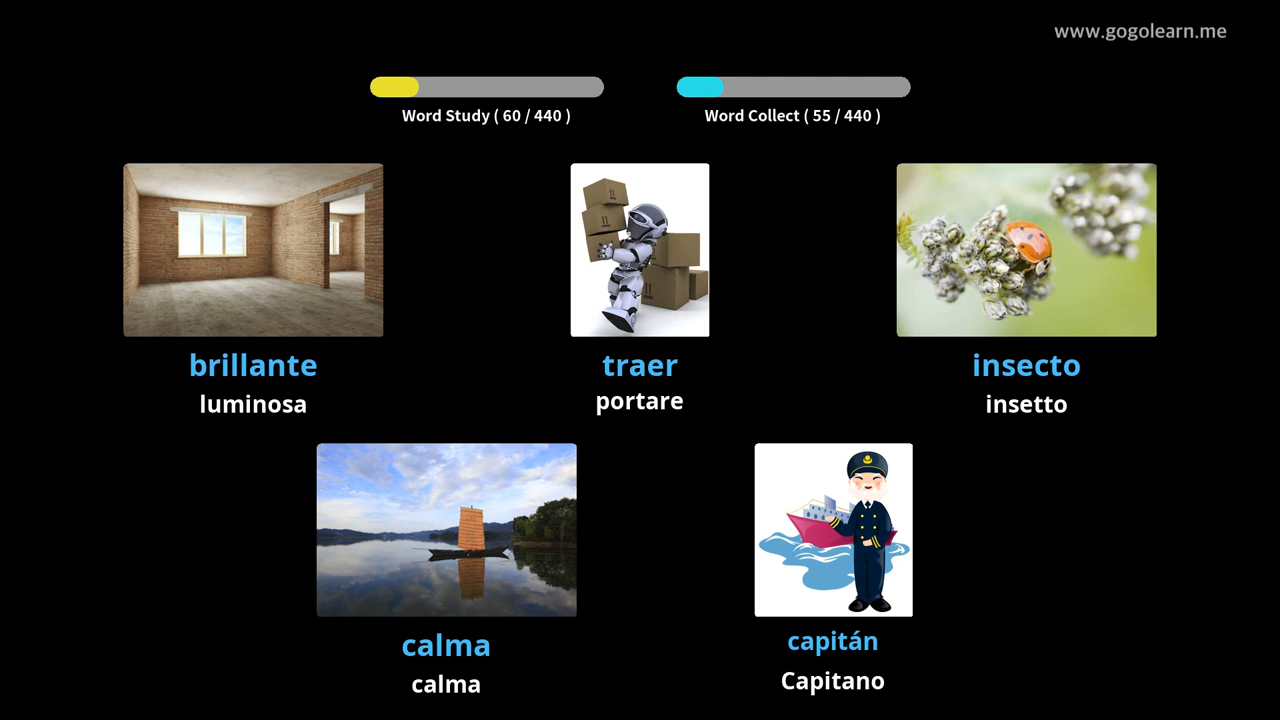 www.gogolearn.me
Word Study ( 60 / 440 )
Word Collect ( 55 / 440 )
brillante
luminosa
traer
portare
insecto
insetto
calma
calma
capitán
Capitano